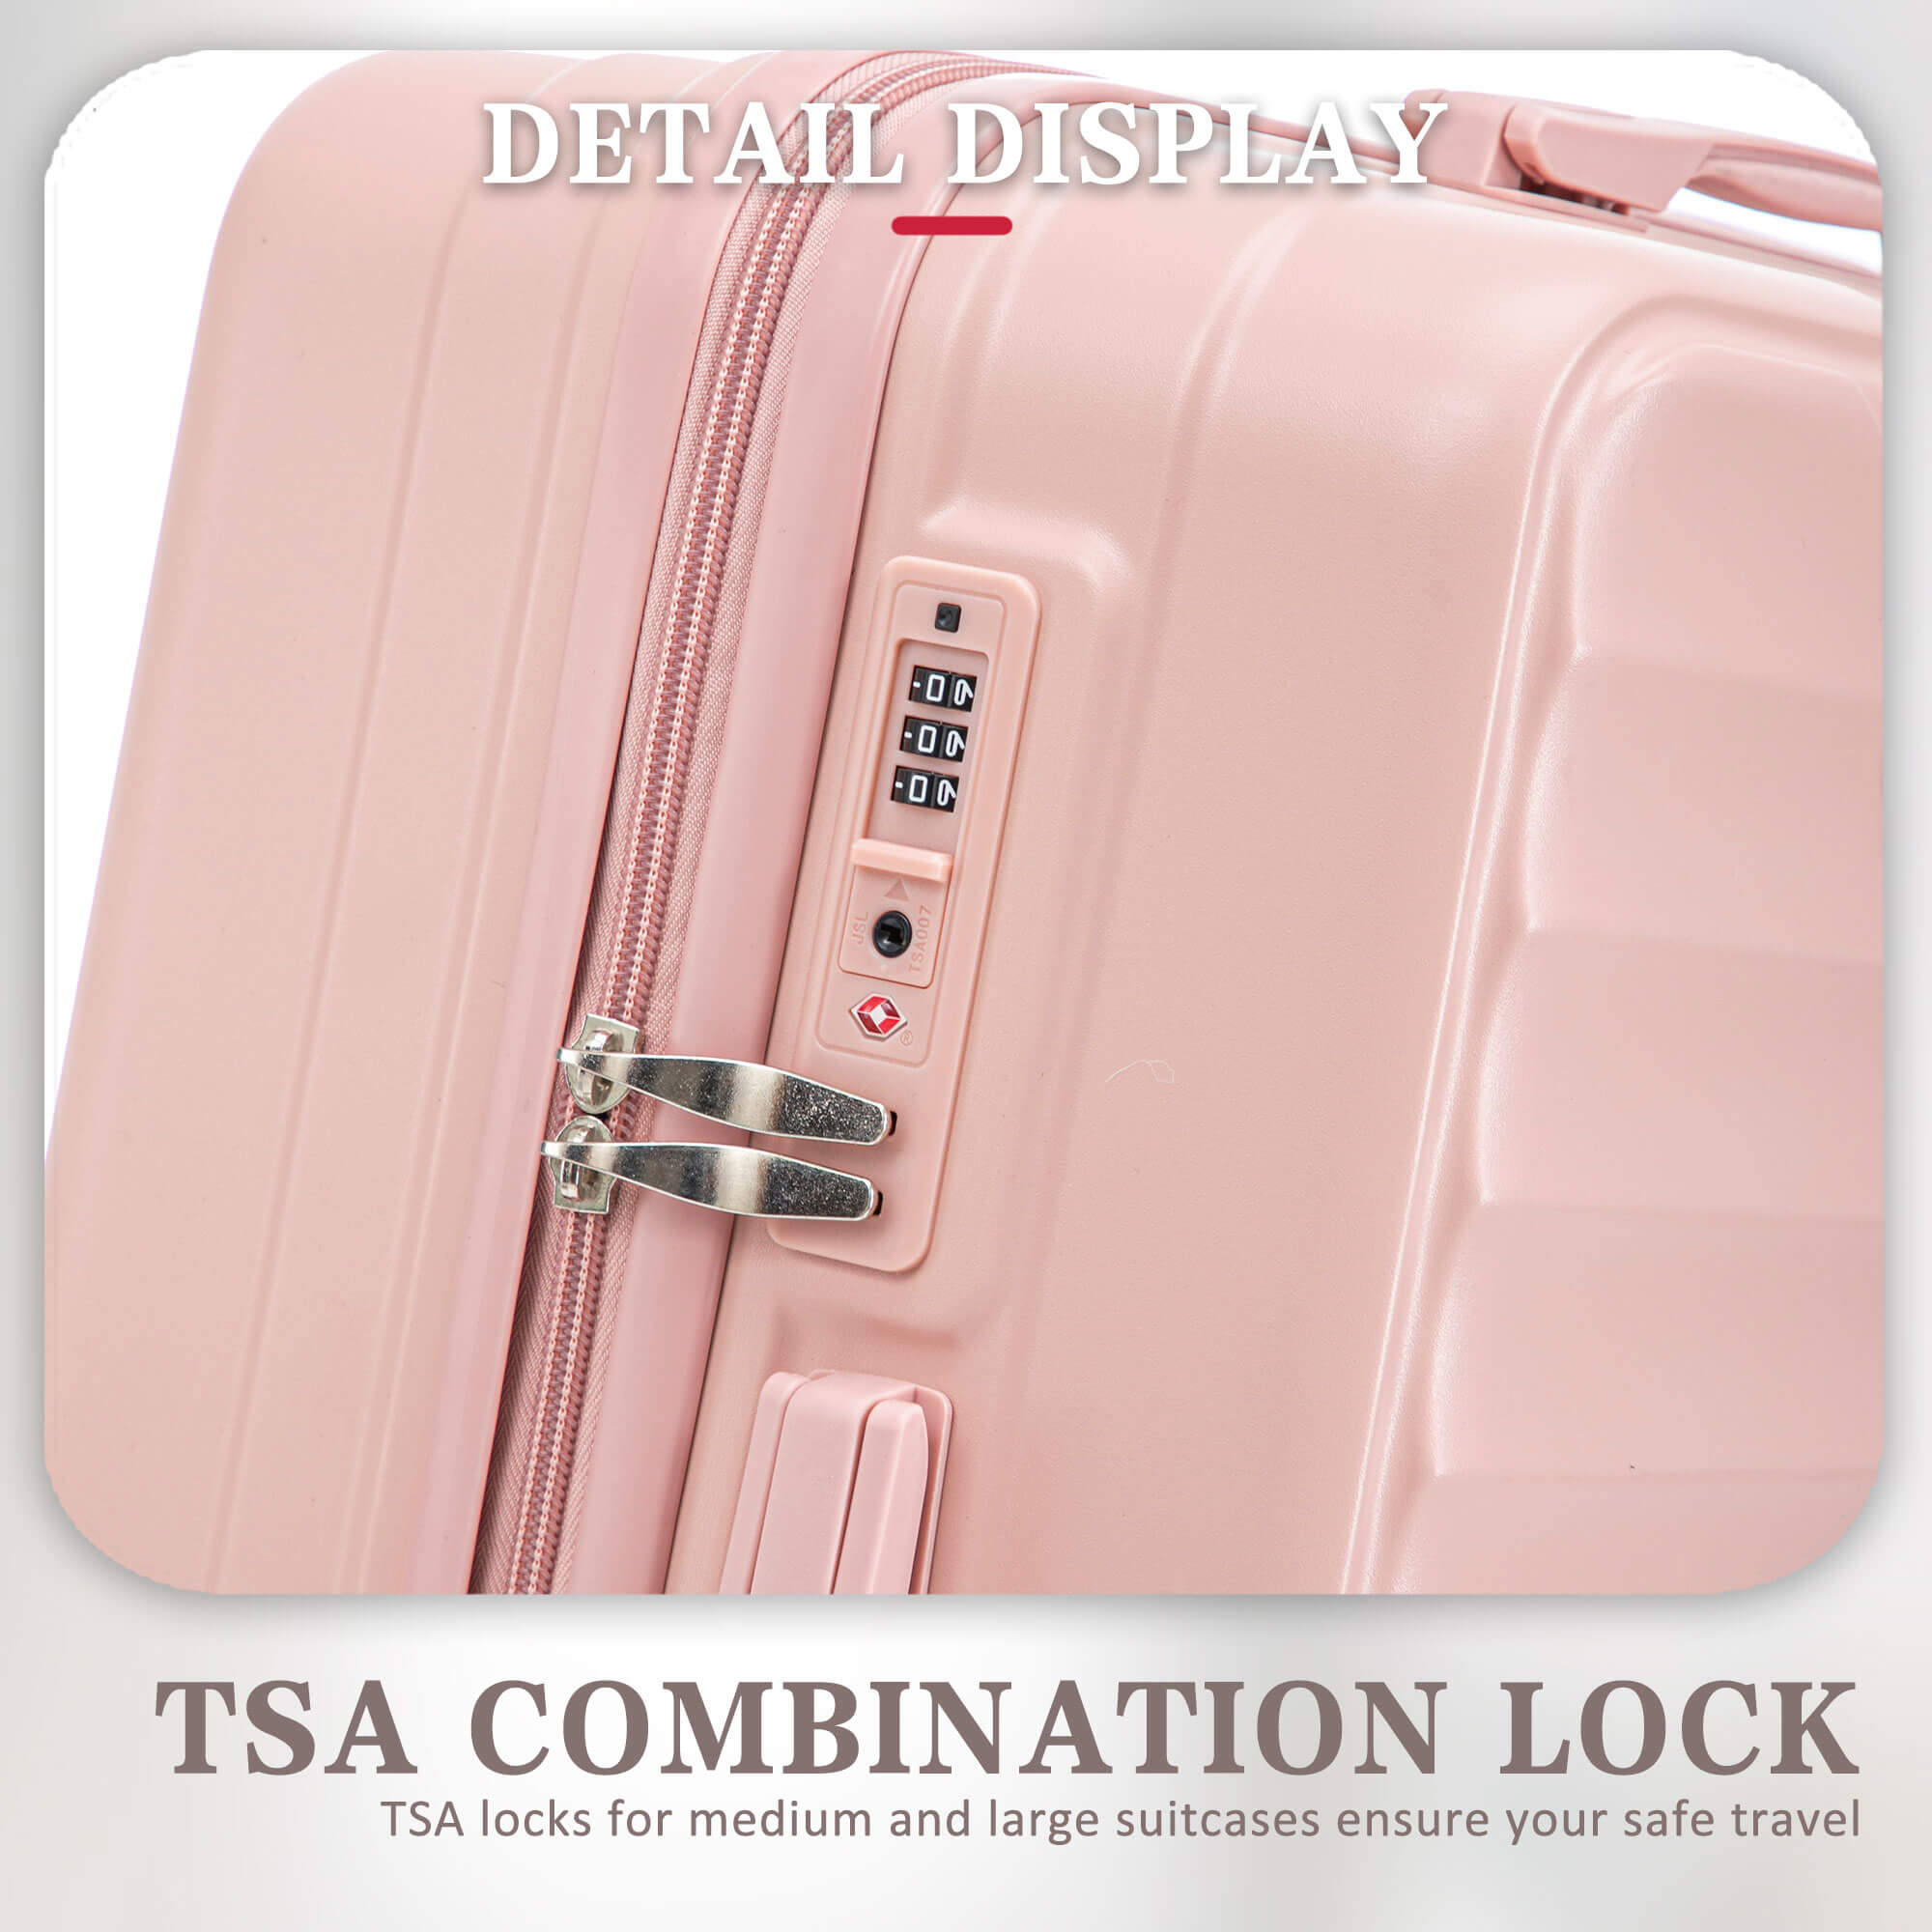 DETAIL DISPLAY
-0
-0
-0
JSL
TSA007
®
TSA COMBINATION LOCK
TSA locks for medium and large suitcases ensure your safe travel